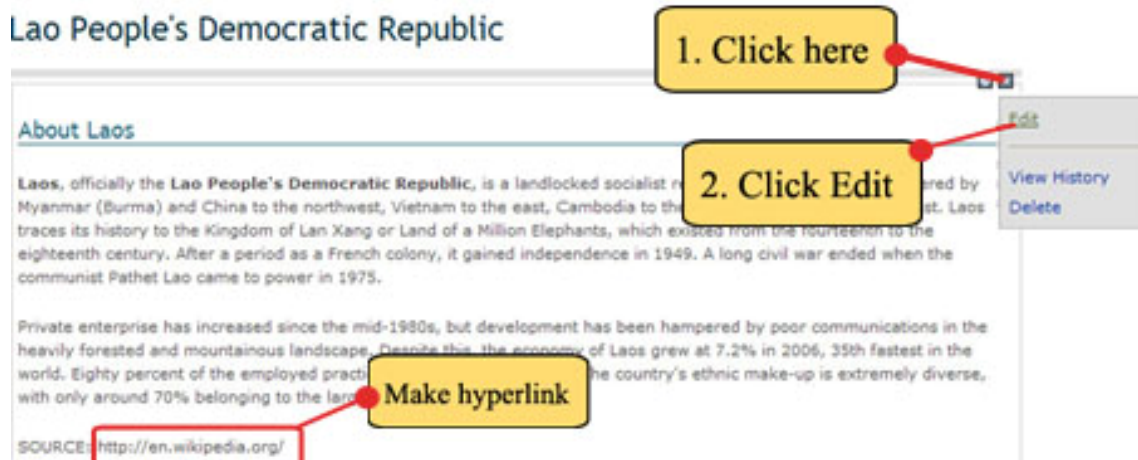 Lao People's Democratic Republic
1. Click here
About Laos
Edit
2. Click Edit
View History
Delete
Laos, officially the Lao People's Democratic Republic, is a landlocked socialist ered by
Myanmar (Burma) and China to the northwest, Vietnam to the east, Cambodia to the st. Laos
traces its history to the Kingdom of Lan Xang or Land of a Million Elephants, which existed from the fourteenth to the
eighteenth century. After a period as a French colony, it gained independence in 1949. A long civil war ended when the
communist Pathet Lao came to power in 1975.
Private enterprise has increased since the mid-1980s, but development has been hampered by poor communications in the
heavily forested and mountainous landscape. Despite this, the economy of Laos grew at 7.2% in 2006, 35th fastest in the
world. Eighty percent of the employed practi he country's ethnic make-up is extremely diverse,
with only around 70% belonging to the lar
Make hyperlink
SOURCE: http://en.wikipedia.org/